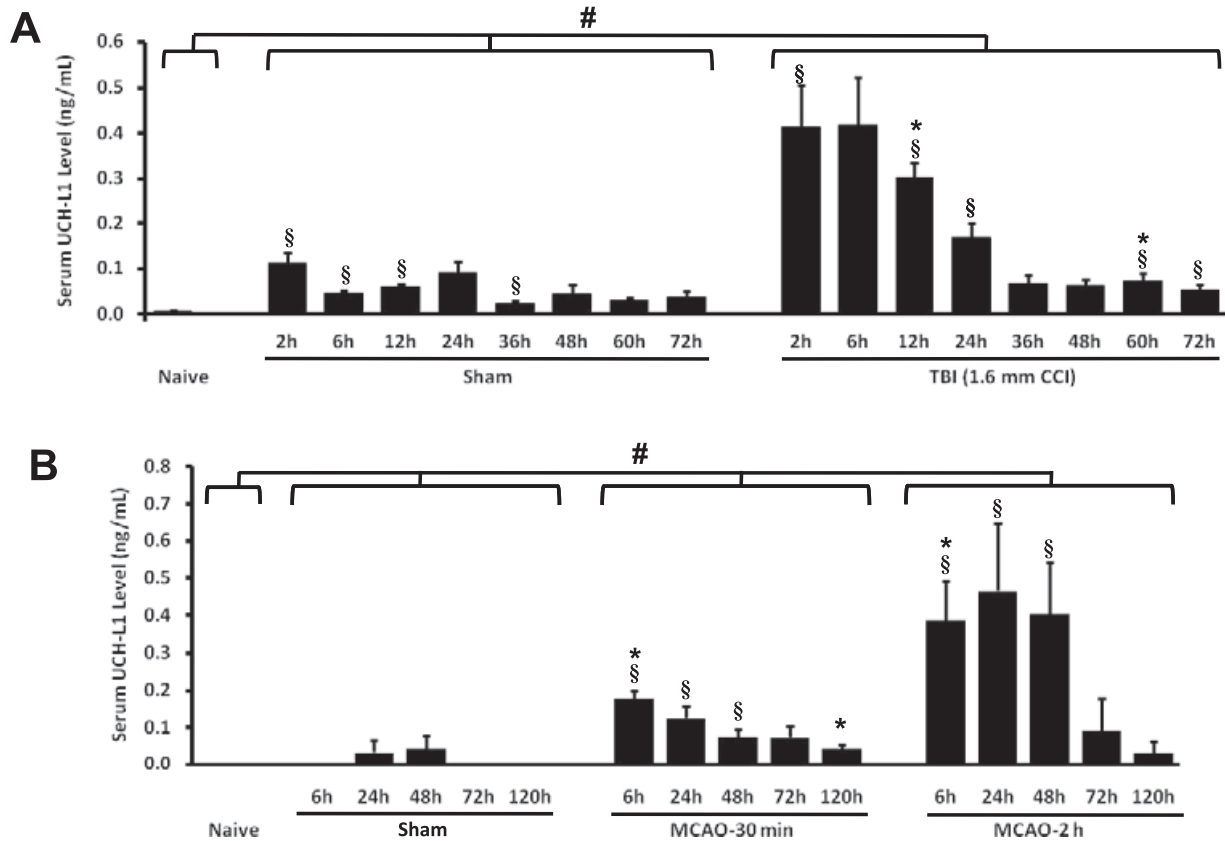 A
#
Serum UCH-L1 Level (ng/mL)
0.6
0.5
0.4
0.3
0.2
0.1
0.0
§ § § § § * § § * § §
2h 6h 12h 24h 36h 48h 60h 72h 2h 6h 12h 24h 36h 48h 60h 72h
Naive Sham TBI (1.6 mm CCI)
B
#
Serum UCH-L1 Level (ng/mL)
0.8
0.7
0.6
0.5
0.4
0.3
0.2
0.1
0.0
* § § § * * § § §
6h 24h 48h 72h 120h 6h 24h 48h 72h 120h 6h 24h 48h 72h 120h
Naive Sham MCAO-30 min MCAO-2 h